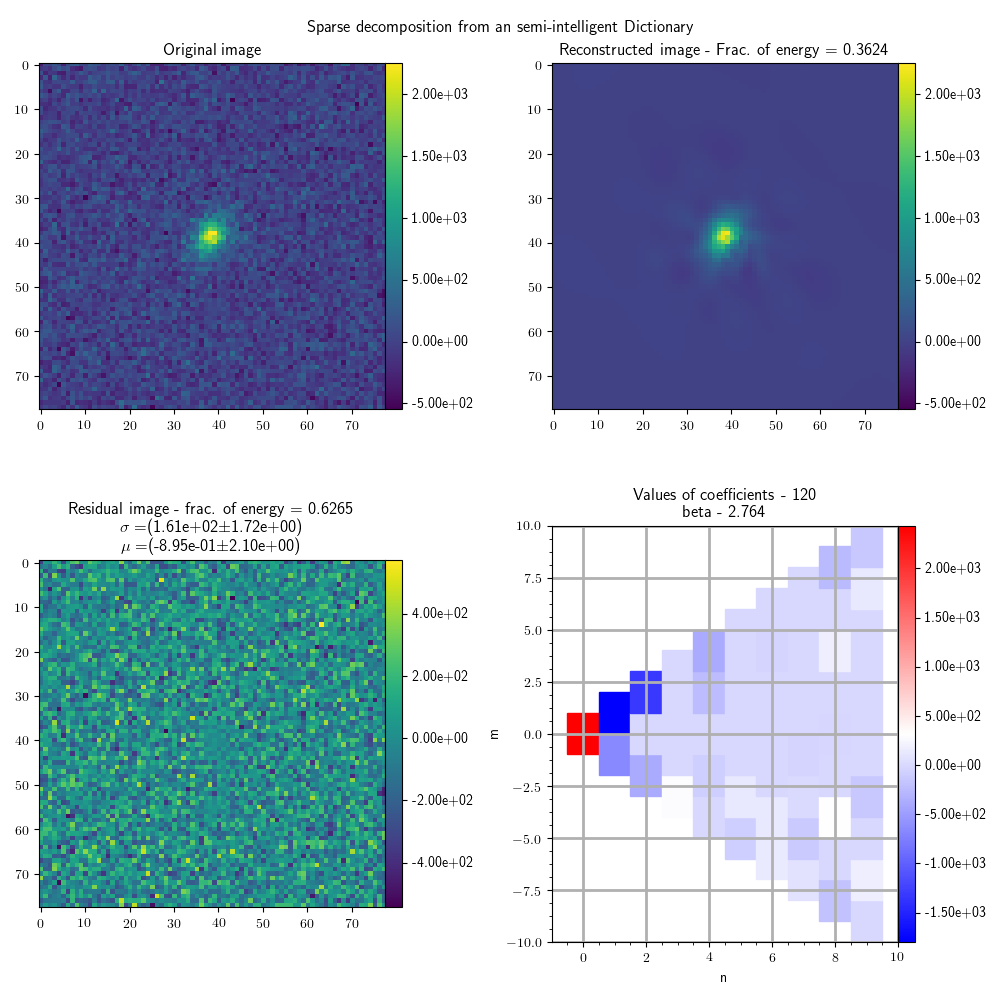 Sparse decomposition from an semi-intelligent Dictionary
Original image
0
10
20
30
40
50
60
70
0 10 20 30 40 50 60 70
2.00e+03
1.50e+03
1.00e+03
5.00e+02
0.00e+00
-5.00e+02
Reconstructed image - Frac. of energy = 0.3624
0
10
20
30
40
50
60
70
0 10 20 30 40 50 60 70
2.00e+03
1.50e+03
1.00e+03
5.00e+02
0.00e+00
-5.00e+02
Residual image - frac. of energy = 0.6265
σ =(1.61e+02±1.72e+00)
μ =(-8.95e-01±2.10e+00)
0
10
20
30
40
50
60
70
0 10 20 30 40 50 60 70
4.00e+02
2.00e+02
0.00e+00
-2.00e+02
-4.00e+02
Values of coefficients - 120
beta - 2.764
10.0
7.5
5.0
2.5
0.0
−2.5
−5.0
−7.5
−10.0
m
0 2 4 6 8 10
n
2.00e+03
1.50e+03
1.00e+03
5.00e+02
0.00e+00
-5.00e+02
-1.00e+03
-1.50e+03